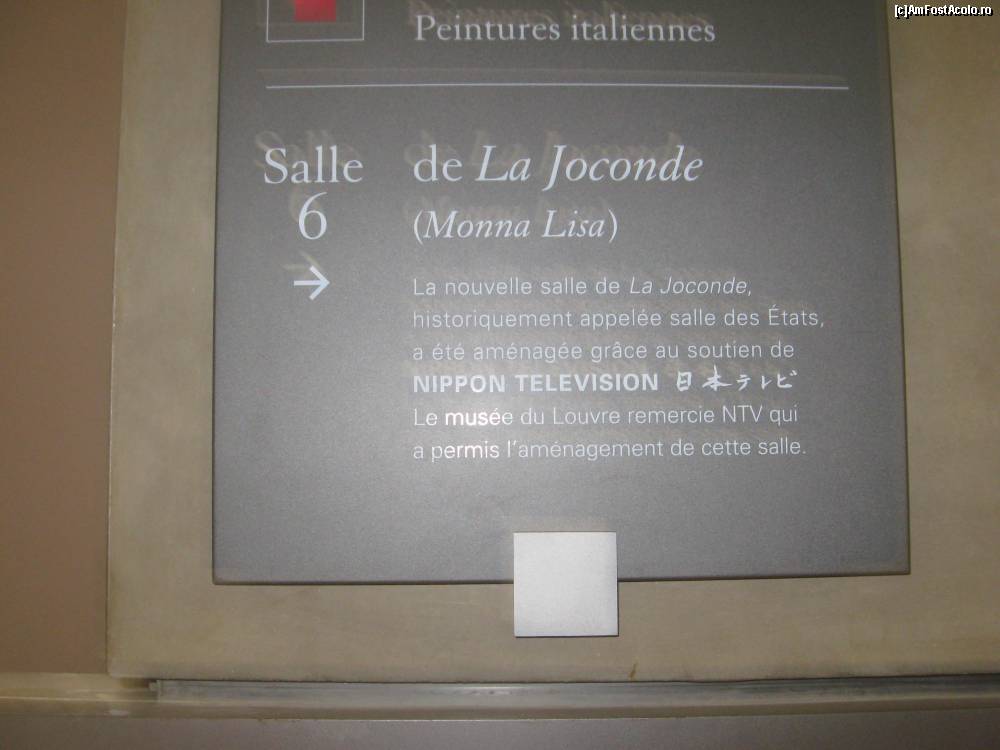 [c]AmFostAcolo.ro
Peintures italiennes
Salle
6
→
de La Joconde
(Monna Lisa)
La nouvelle salle de La Joconde,
historiquement appelée salle des États,
a été aménagée grâce au soutien de
NIPPON TELEVISION 日本テレビ
Le musée du Louvre remercie NTV qui
a permis l'aménagement de cette salle.